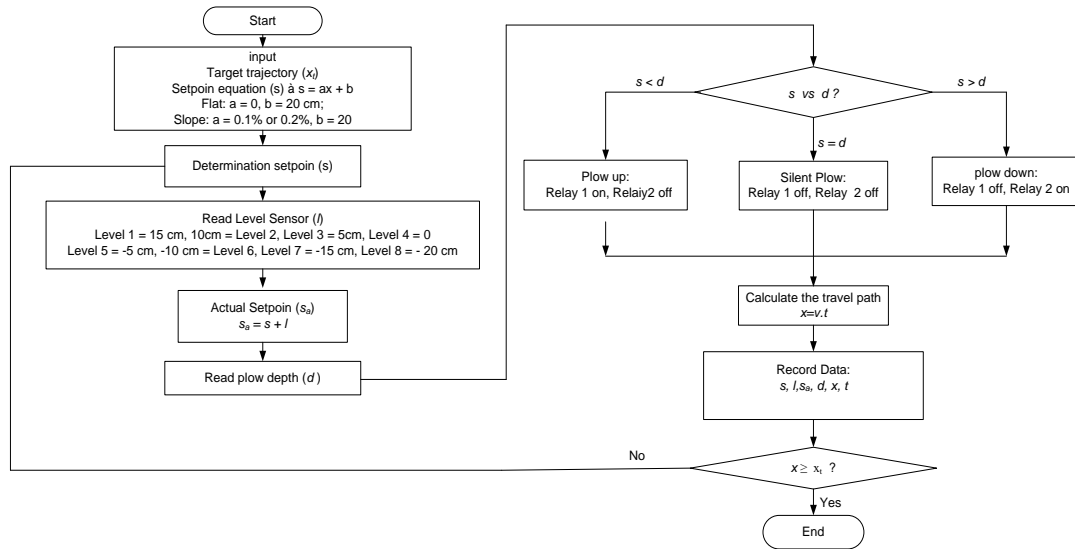 Start
input
Target trajectory (xt)
Setpoin equation (s) à s = ax + b
Flat: a = 0, b = 20 cm;
Slope: a = 0.1% or 0.2%, b = 20
Determination setpoin (s)
Read Level Sensor (l)
Level 1 = 15 cm, 10cm = Level 2, Level 3 = 5cm, Level 4 = 0
Level 5 = -5 cm, -10 cm = Level 6, Level 7 = -15 cm, Level 8 = - 20 cm
Actual Setpoin (sa)
sa = s + l
Read plow depth (d )
s vs d ?
s < d
s = d
s > d
Plow up:
Relay 1 on, Relaiy2 off
Silent Plow:
Relay 1 off, Relay 2 off
plow down:
Relay 1 off, Relay 2 on
Calculate the travel path
x=v.t
Record Data:
s, l,sa, d, x, t
x ≥ xt ?
No
Yes
End